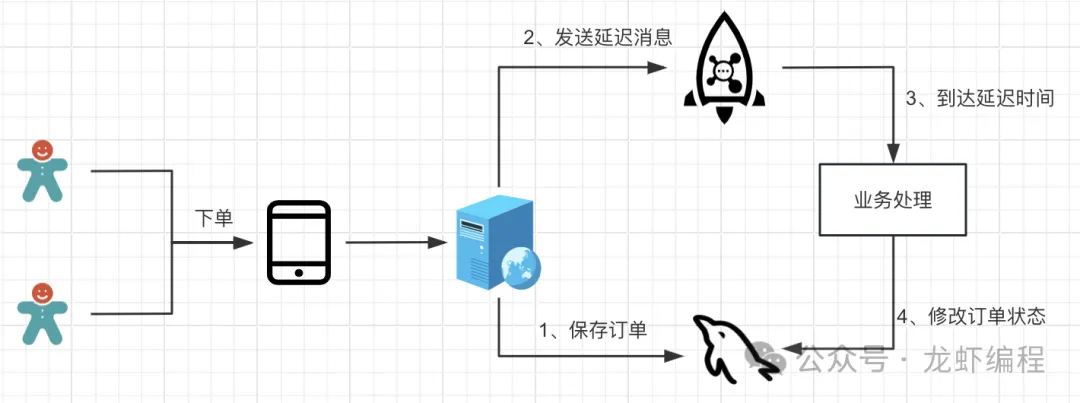 2、发送延迟消息
3、到达延迟时间
业务处理
下单
1、保存订单
4、修改订单状态
公众号·龙虾编程